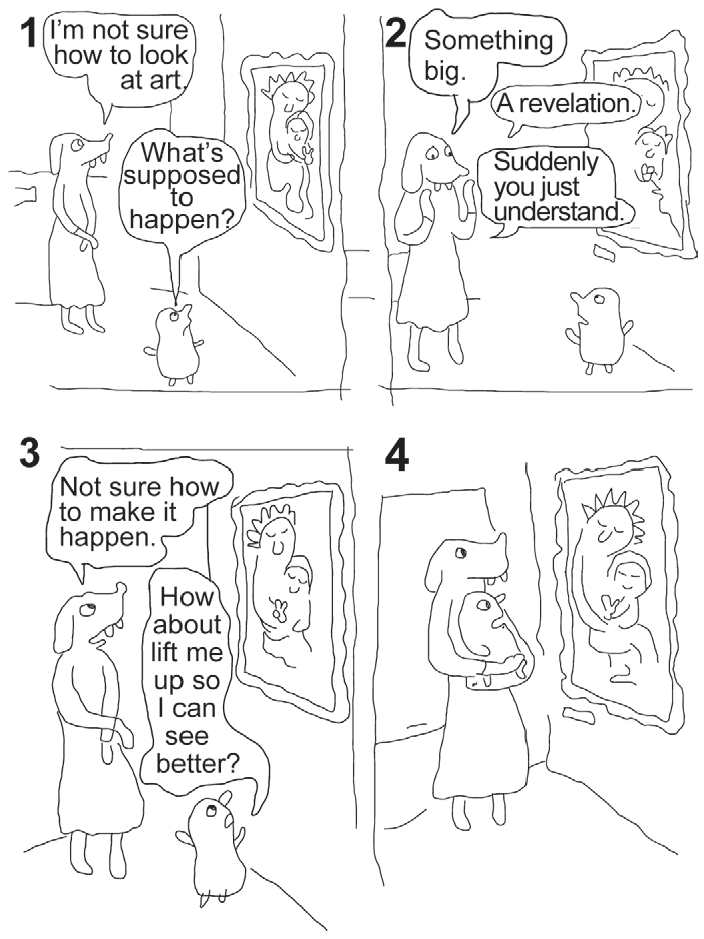 1
I'm not sure
how to look
at art.
What's
supposed
to
happen?
2
Something
big.
A revelation.
Suddenly
you just
understand.
3
Not sure how
to make it
happen.
How
about
lift me
up so
I can
see
better?
4